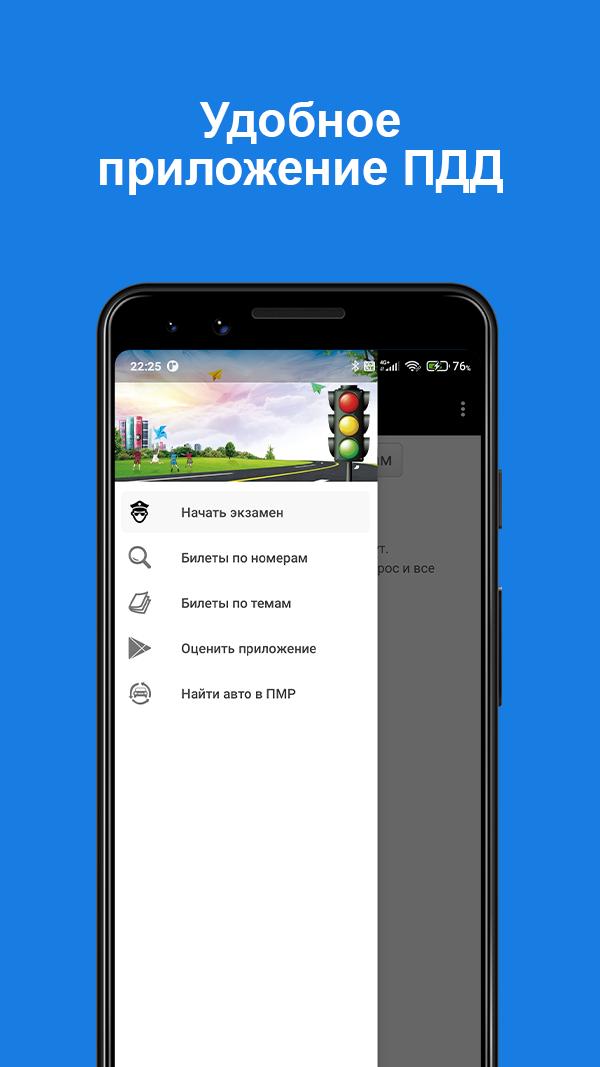 Удобное
приложение ПДД
22:25
4G+
76%
Начать экзамен
Билеты по номерам
Билеты по темам
рос и все
Оценить приложение
Найти авто в ПМР